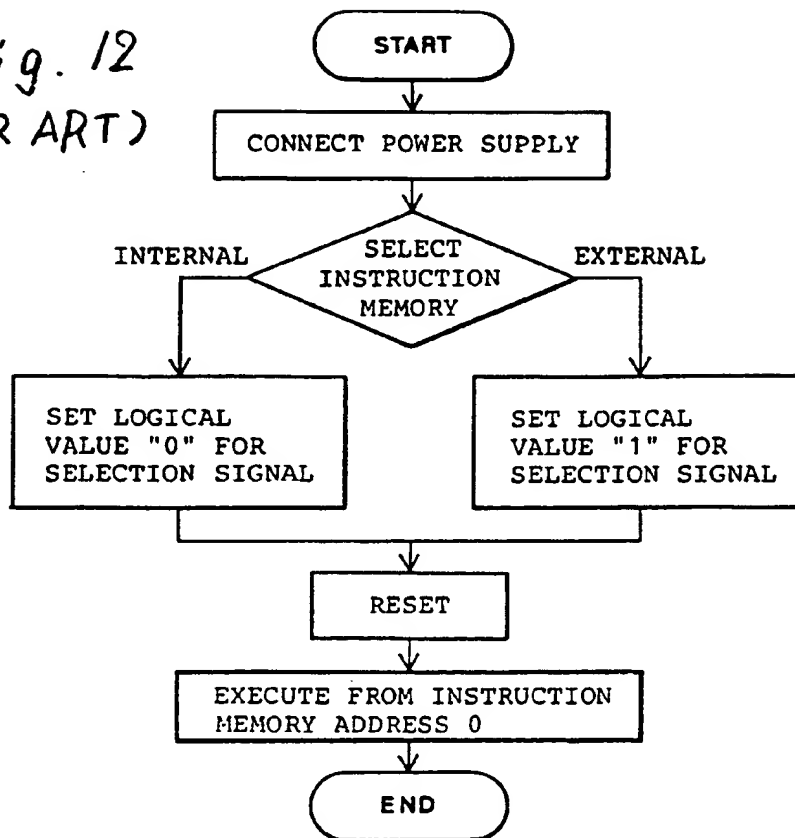 ig. 12
R ART)
START
CONNECT POWER SUPPLY
SELECT
INSTRUCTION
MEMORY
INTERNAL
EXTERNAL
SET LOGICAL
VALUE "0" FOR
SELECTION SIGNAL
SET LOGICAL
VALUE "1" FOR
SELECTION SIGNAL
RESET
EXECUTE FROM INSTRUCTION
MEMORY ADDRESS 0
END